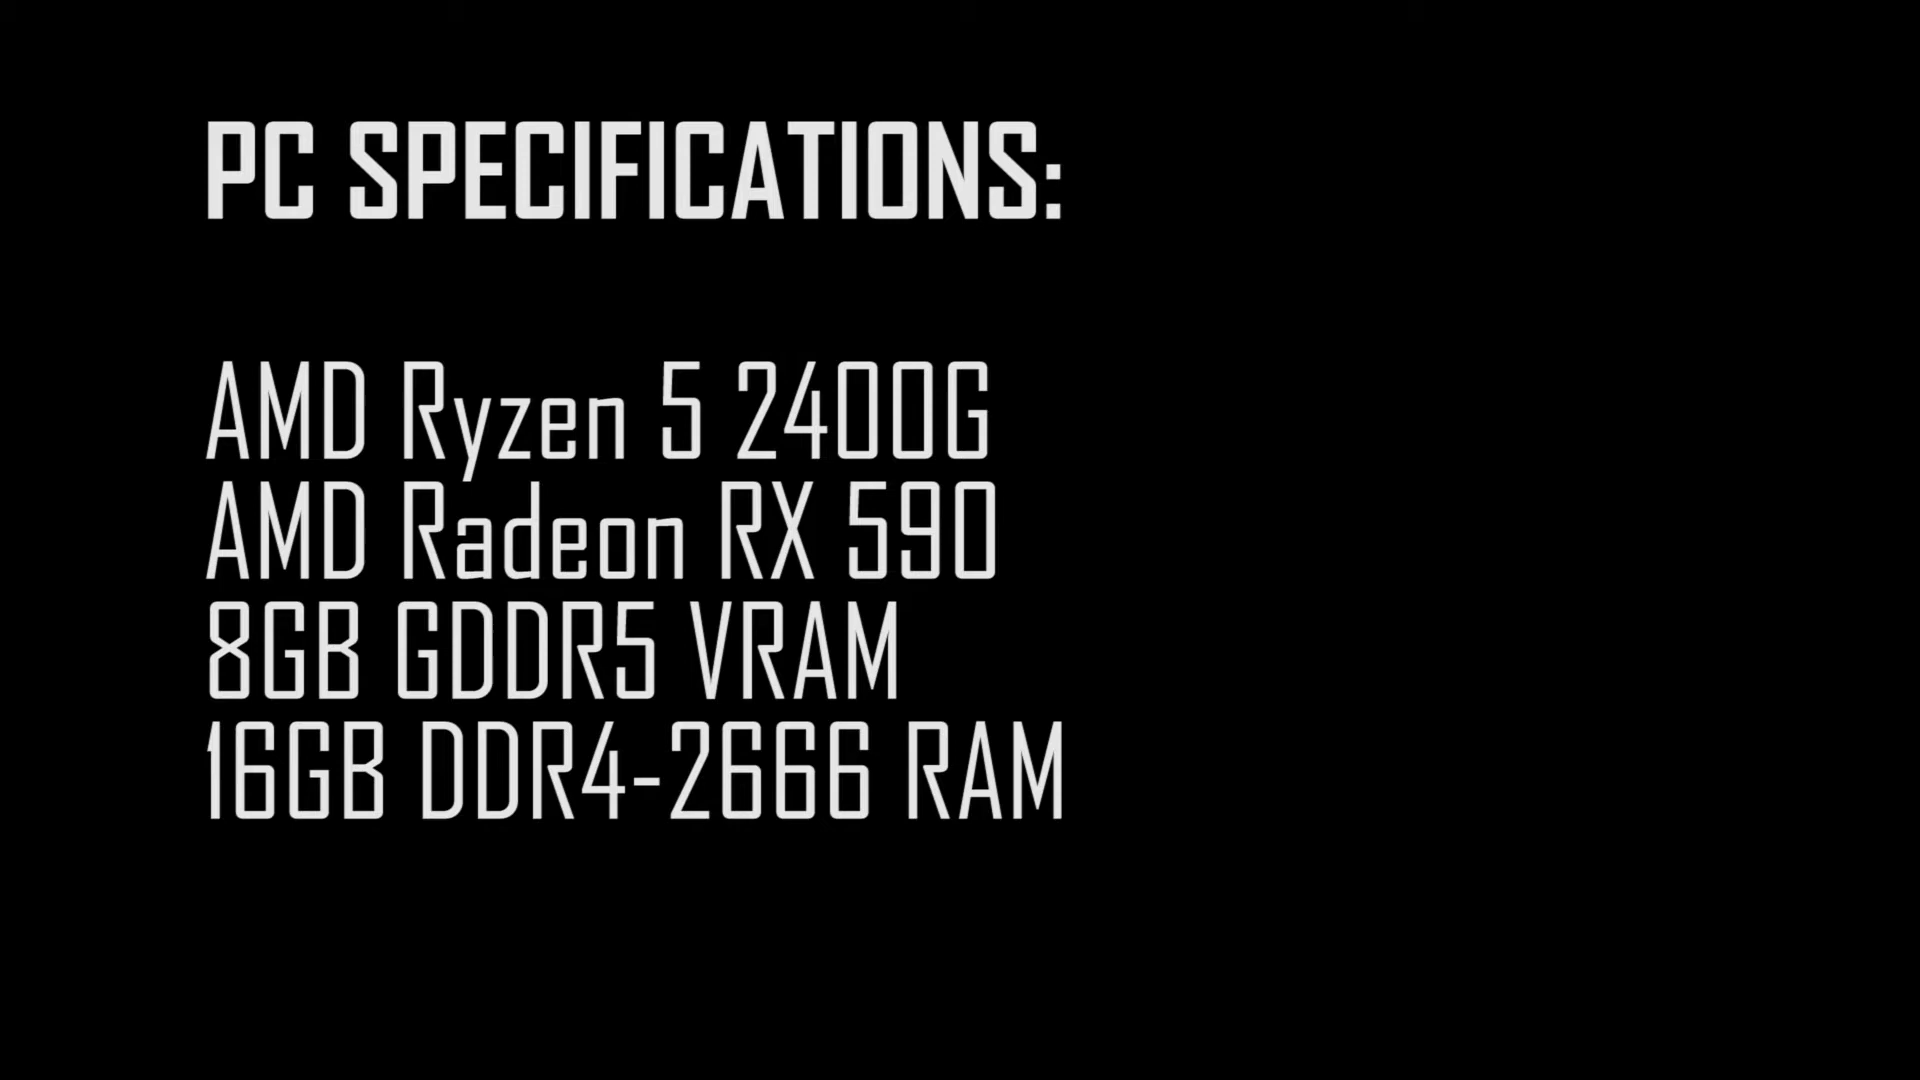 PC SPECIFICATIONS:
AMD Ryzen 5 2400G
AMD Radeon RX 590
8GB GDDR5 VRAM
16GB DDR4-2666 RAM